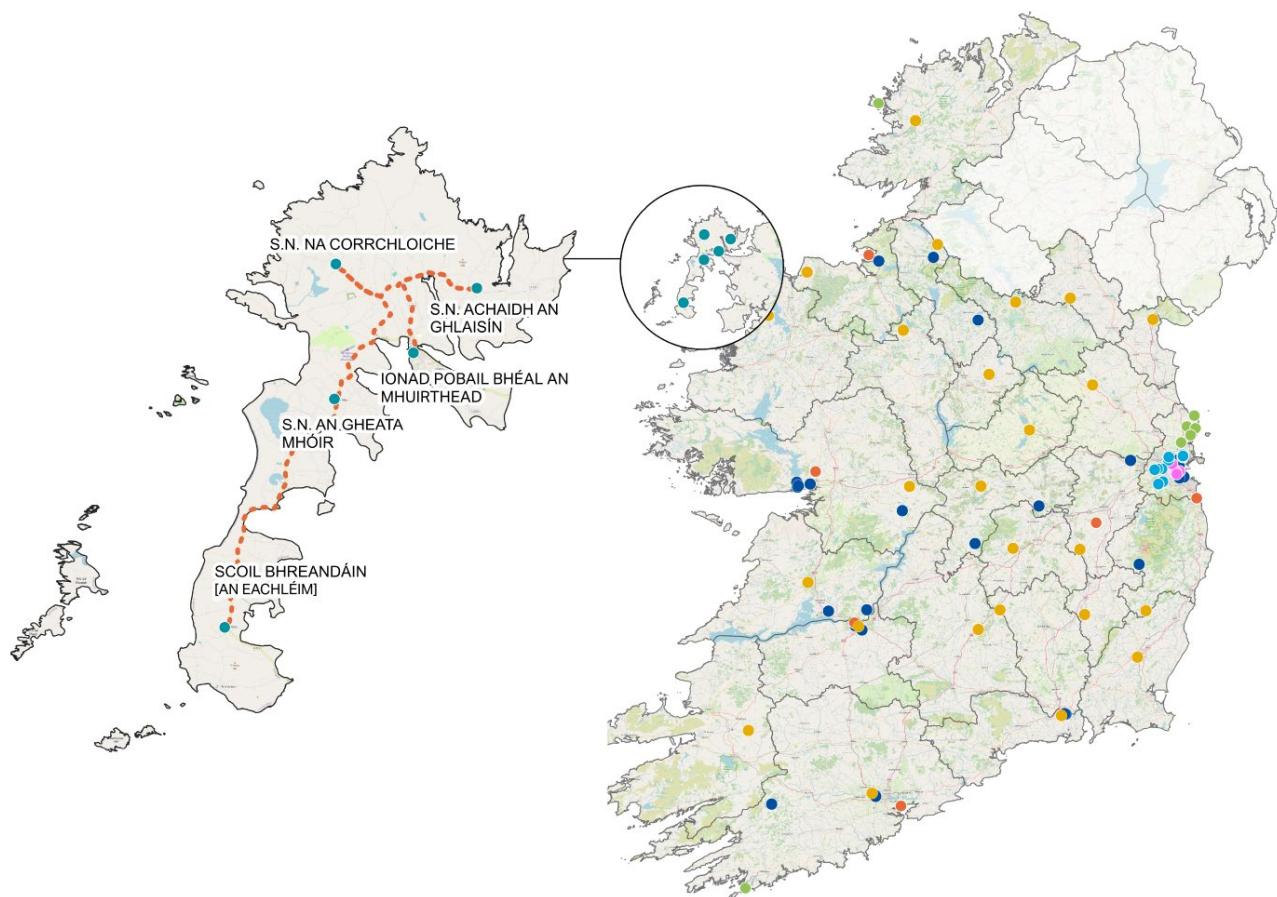 S.N. NA CORRCHLOICHE
S.N. ACHAIDH AN
GHLAISÍN
IONAD POBAIL BHÉAL AN
MHUIRTHEAD
S.N. AN GHEATA
MHÓIR
SCOIL BHREANDÁIN
[AN EACHLÉIM]